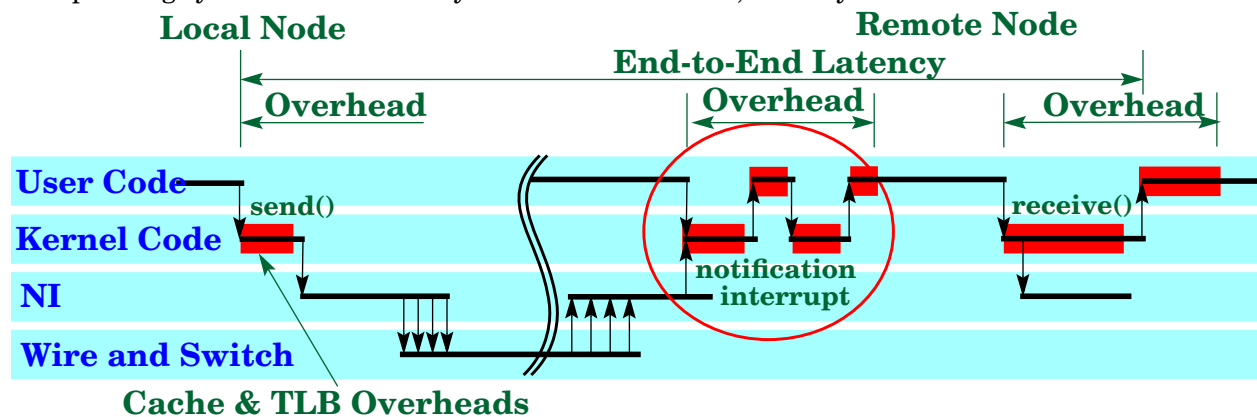 Local Node
Remote Node
End-to-End Latency
Overhead
Overhead
Overhead
User Code
send()
receive()
Kernel Code
notification
interrupt
NI
Wire and Switch
Cache & TLB Overheads